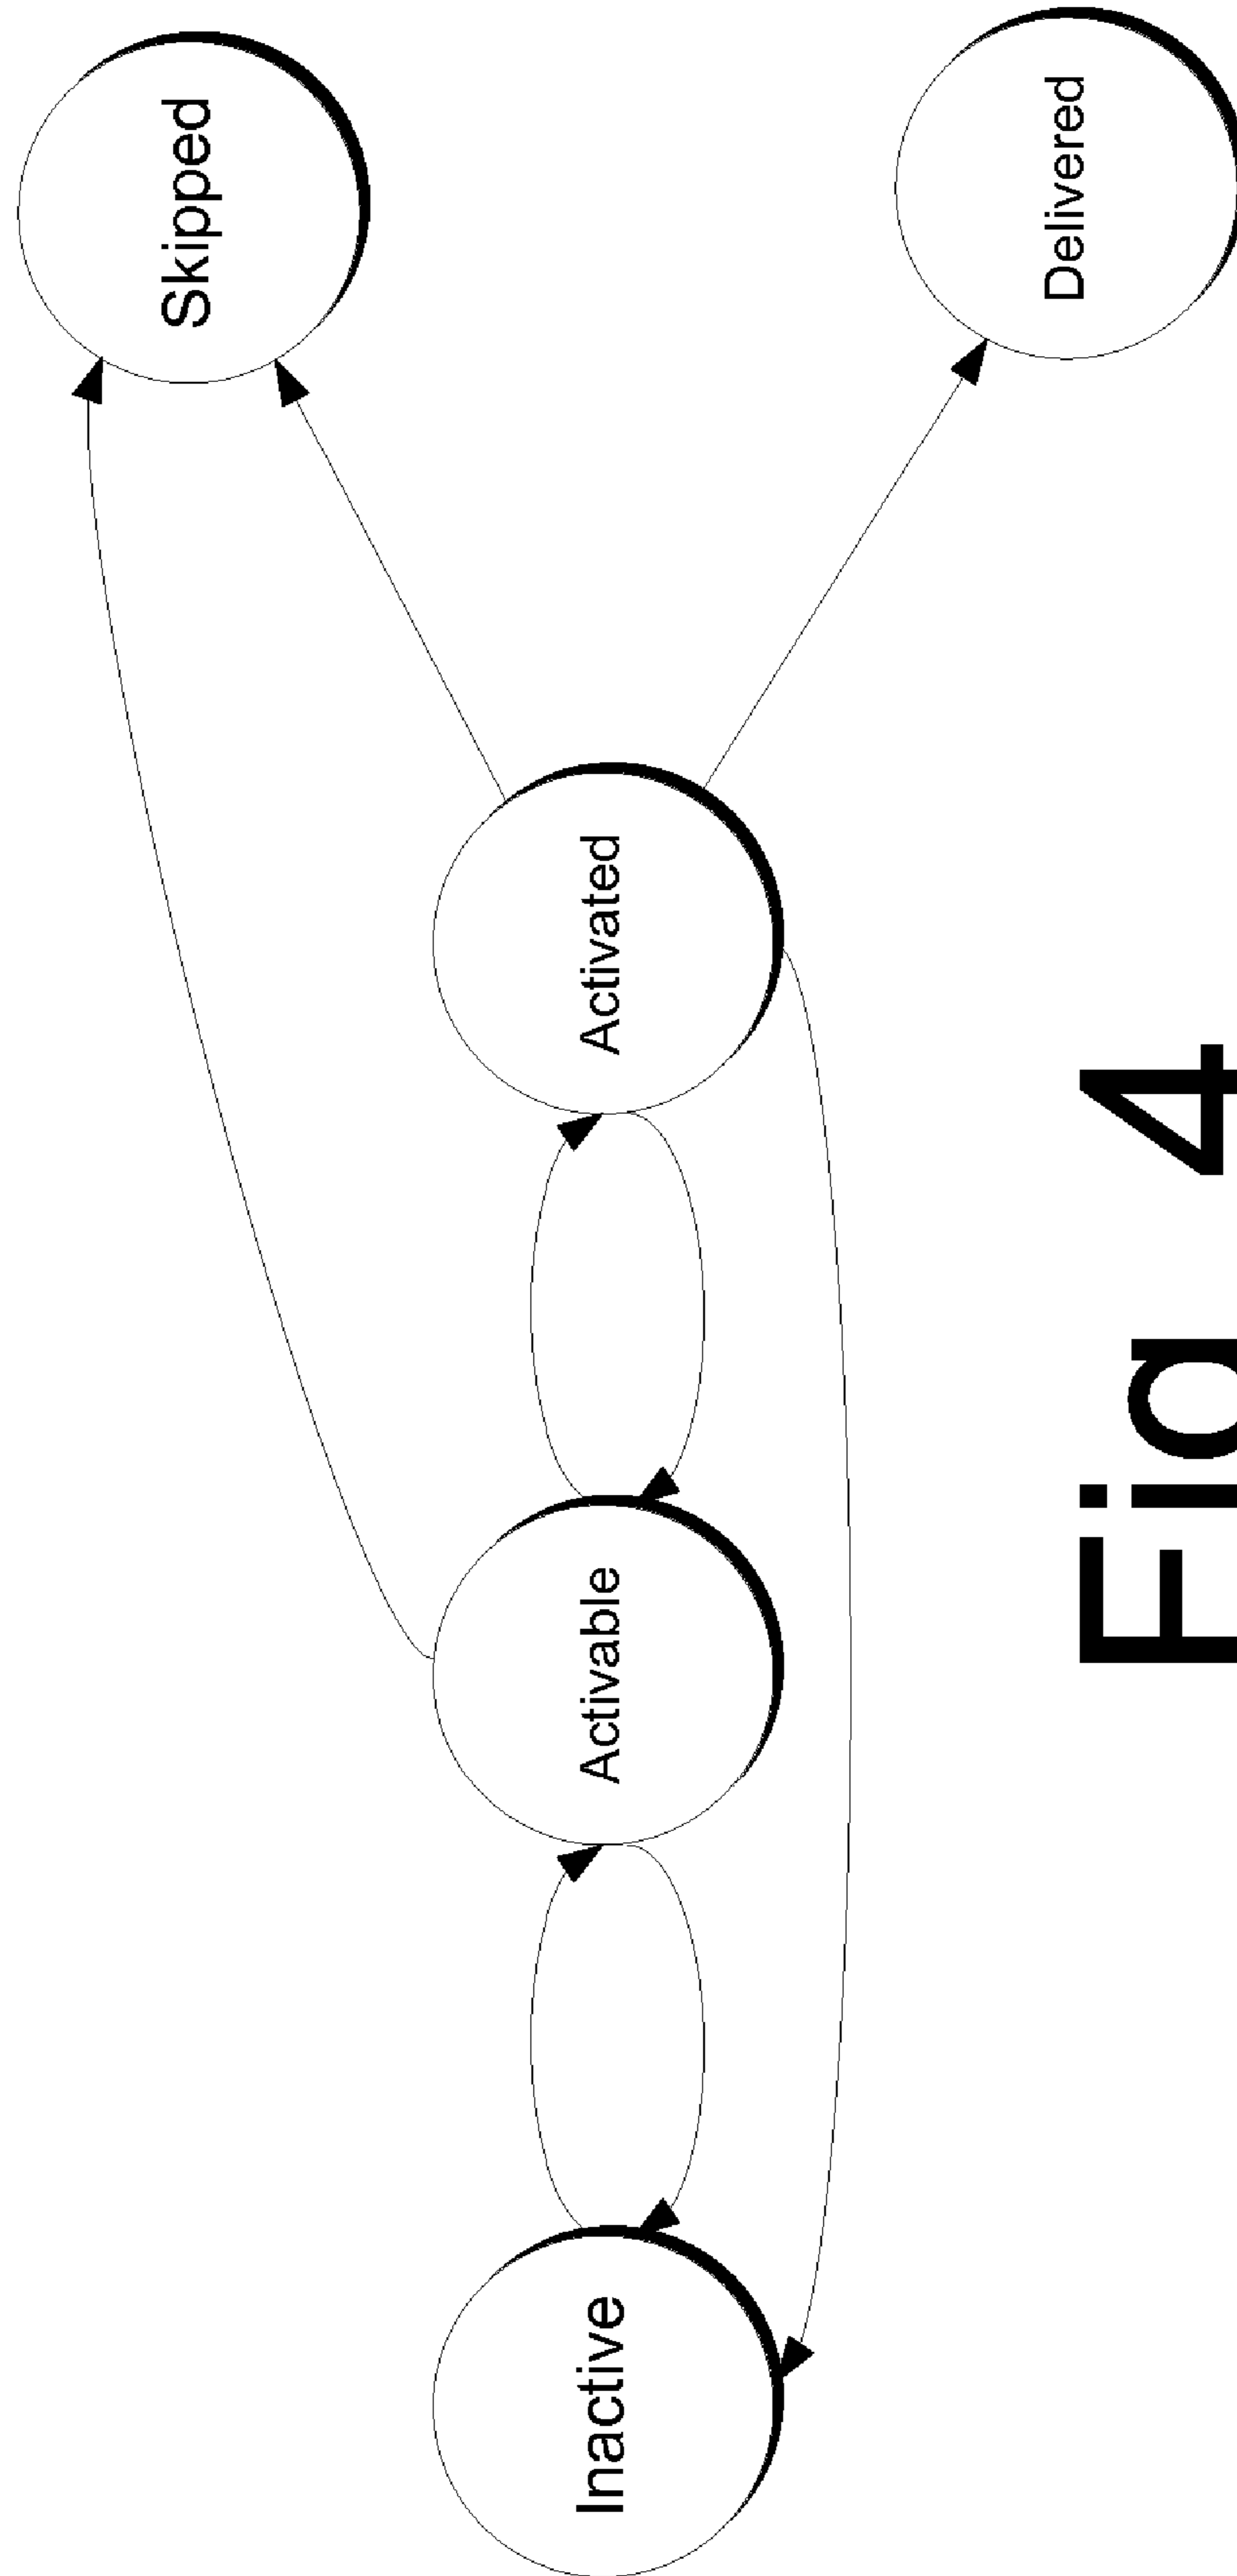 Skipped
Inactive
Activable
Activated
Delivered
Fig 4